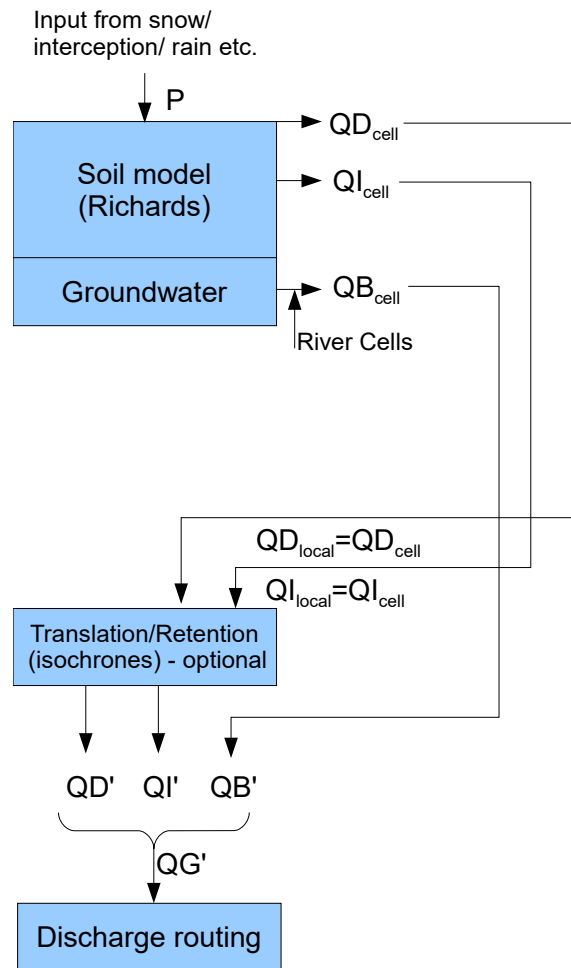 Input from snow/
interception/ rain etc.
P
QDcell
Soil model
(Richards)
QIcell
Groundwater
QBcell
River Cells
QDlocal=QDcell
QIlocal=QIcell
Translation/Retention
(isochrones) - optional
QD' QI' QB'
QG'
Discharge routing